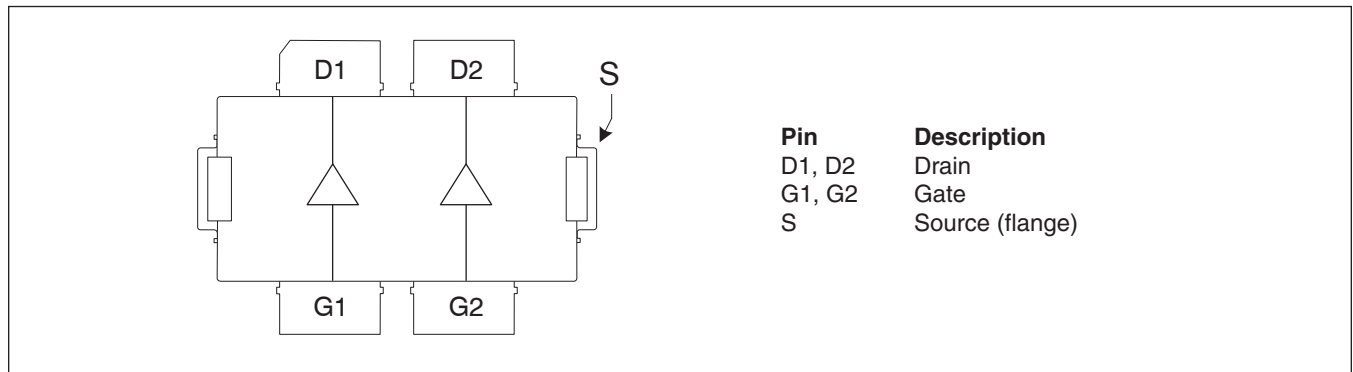 D1 D2
S
G1 G2
Pin Description
D1, D2 Drain
G1, G2 Gate
S Source (flange)